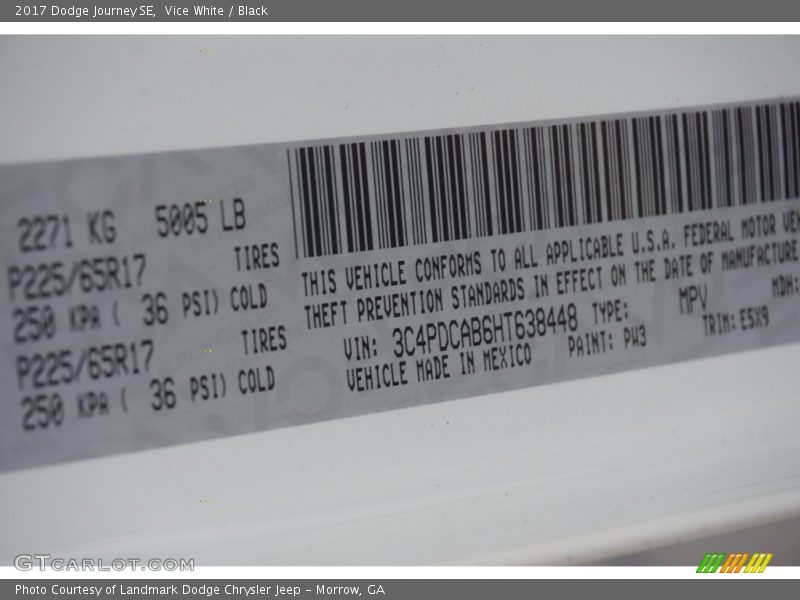 2017 Dodge Journey SE,  Vice White / Black
2271 KG 5005 LB
P225/65R17 TIRES
250 KPA ( 36 PSI) COLD
P225/65R17 TIRES
250 KPA ( 36 PSI) COLD
THIS VEHICLE CONFORMS TO ALL APPLICABLE U.S.A. FEDERAL MOTOR VEH
THEFT PREVENTION STANDARDS IN EFFECT ON THE DATE OF MANUFACTURE
VIN: 3C4PDCAB6HT638448 TYPE: MPV MDH:
VEHICLE MADE IN MEXICO PAINT: PW3 TRIM: E5X9
GTCARLOT.COM
Photo Courtesy of Landmark Dodge Chrysler Jeep – Morrow, GA